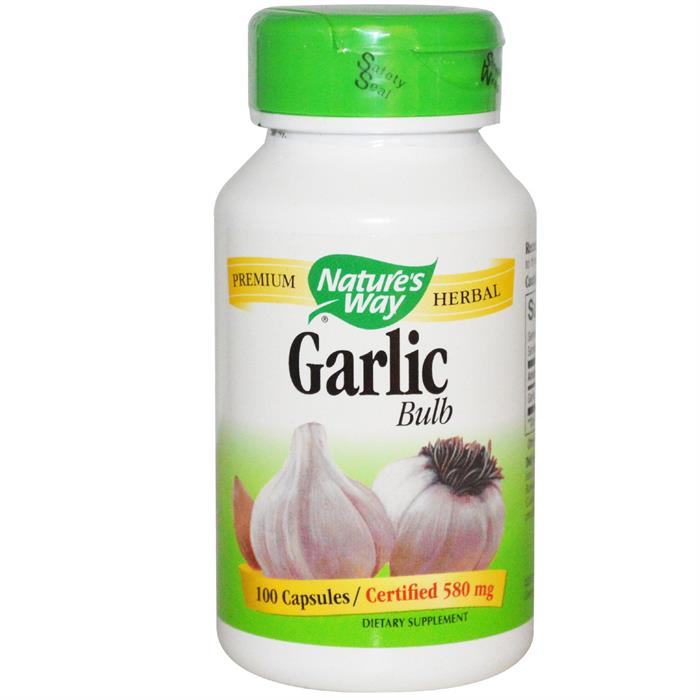 Safety
Seal
PREMIUM
Nature's
Way
®
HERBAL
Garlic
Bulb
100 Capsules / Certified 580 mg
DIETARY SUPPLEMENT